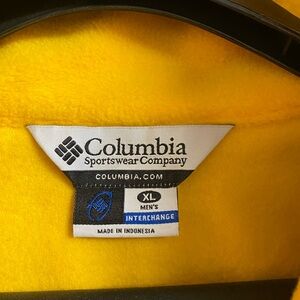 Columbia
Sportswear Company
COLUMBIA.COM
XL
MEN'S
INTERCHANGE
MADE IN INDONESIA